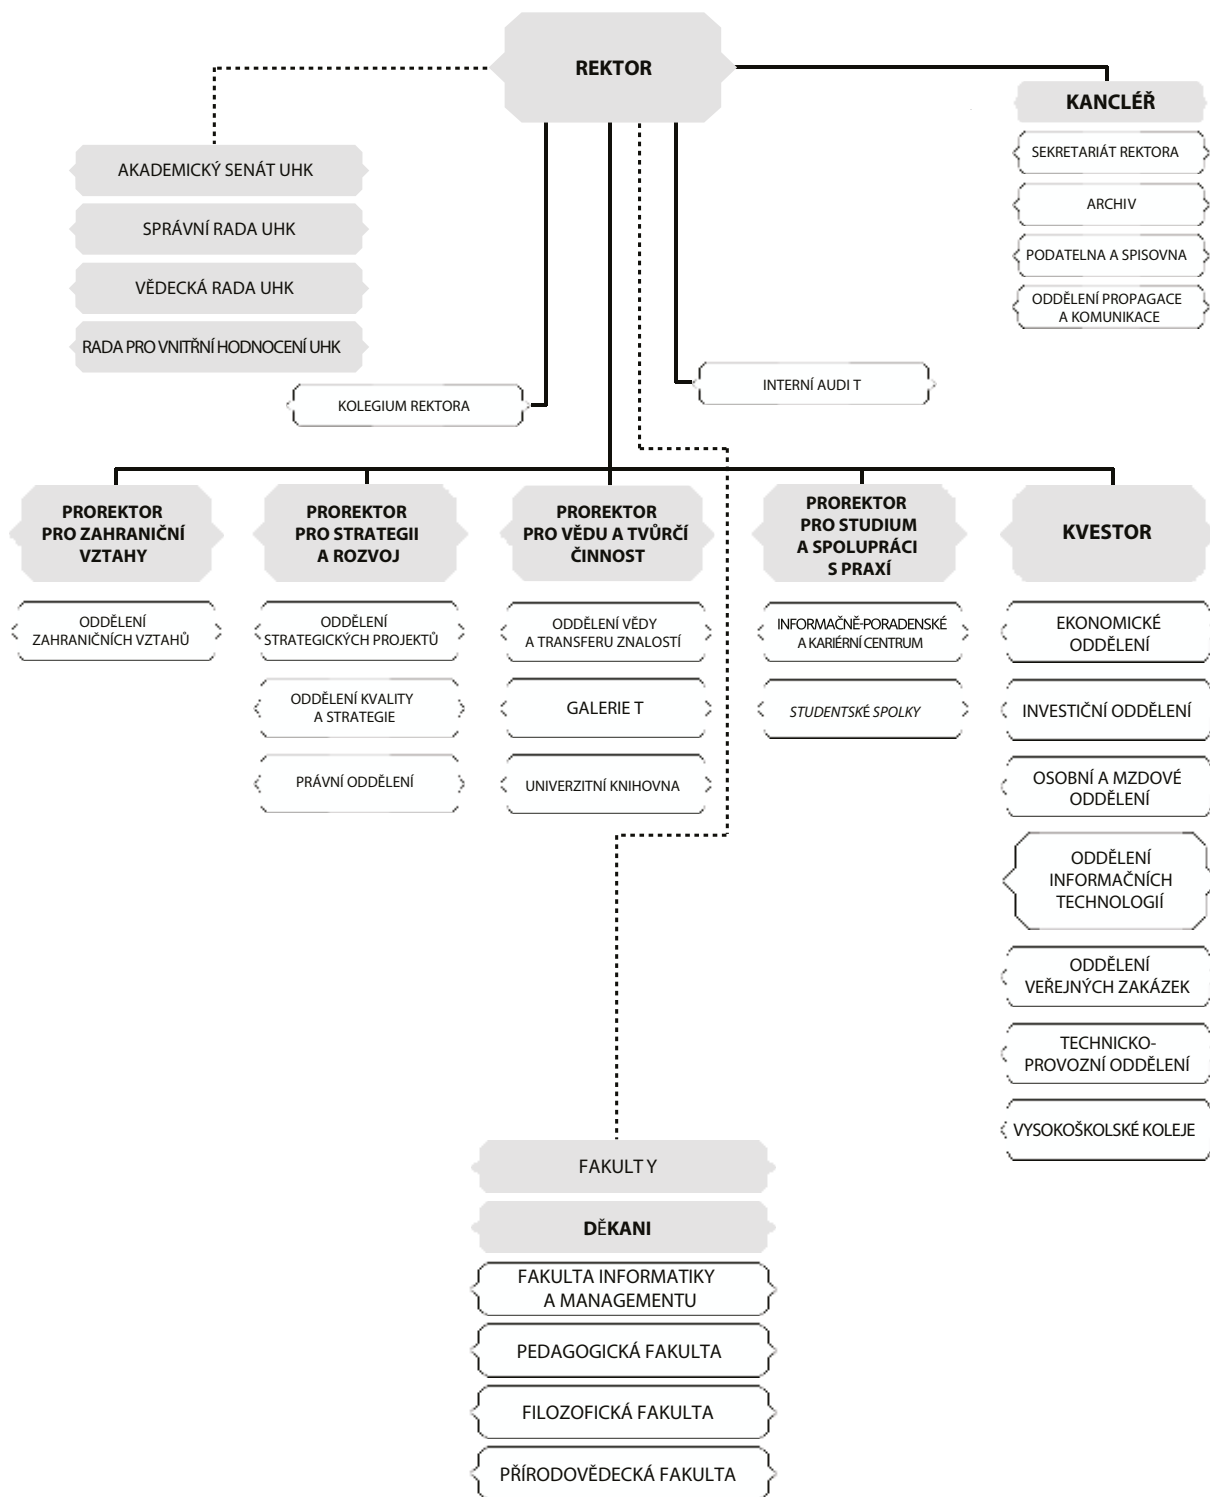 REKTOR
KANCLÉŘ
SEKRETARIÁT REKTORA
ARCHIV
PODATELNA A SPISOVNA
ODDĚLENÍ PROPAGACE
A KOMUNIKACE
AKADEMICKÝ SENÁT UHK
SPRÁVNÍ RADA UHK
VĚDECKÁ RADA UHK
RADA PRO VNITŘNÍ HODNOCENÍ UHK
KOLEGIUM REKTORA
INTERNÍ AUDI T
PROREKTOR
PRO ZAHRANIČNÍ
VZTAHY
ODDĚLENÍ
ZAHRANIČNÍCH VZTAHŮ
PROREKTOR
PRO STRATEGII
A ROZVOJ
ODDĚLENÍ
STRATEGICKÝCH PROJEKTŮ
ODDĚLENÍ KVALITY
A STRATEGIE
PRÁVNÍ ODDĚLENÍ
PROREKTOR
PRO VĚDU A TVŮRČÍ
ČINNOST
ODDĚLENÍ VĚDY
A TRANSFERU ZNALOSTÍ
GALERIE T
UNIVERZITNÍ KNIHOVNA
PROREKTOR
PRO STUDIUM
A SPOLUPRÁCI
S PRAXÍ
INFORMAČNĚ-PORADENSKÉ
A KARIÉRNÍ CENTRUM
STUDENTSKÉ SPOLKY
KVESTOR
EKONOMICKÉ
ODDĚLENÍ
INVESTIČNÍ ODDĚLENÍ
OSOBNÍ A MZDOVÉ
ODDĚLENÍ
ODDĚLENÍ
INFORMAČNÍCH
TECHNOLOGIÍ
ODDĚLENÍ
VEŘEJNÝCH ZAKÁZEK
TECHNICKO-
PROVOZNÍ ODDĚLENÍ
VYSOKOŠKOLSKÉ KOLEJE
FAKULT Y
DĚKANI
FAKULTA INFORMATIKY
A MANAGEMENTU
PEDAGOGICKÁ FAKULTA
FILOZOFICKÁ FAKULTA
PŘÍRODOVĚDECKÁ FAKULTA